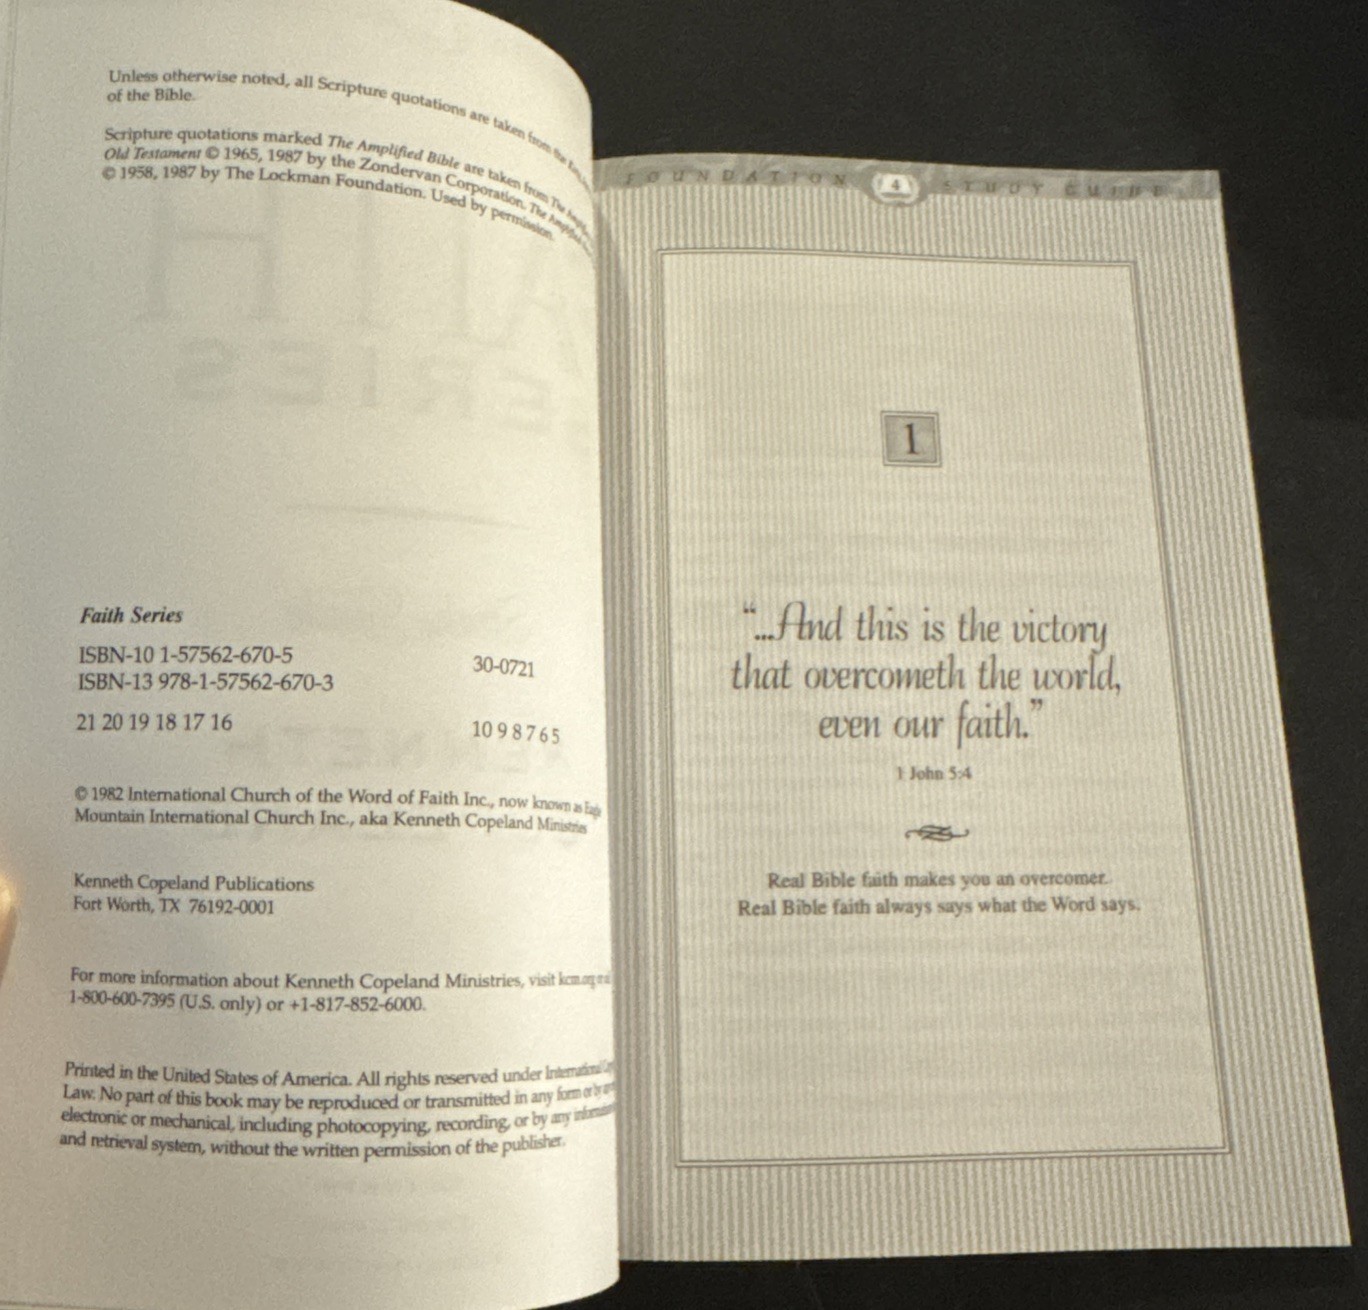 Unless otherwise noted, all Scripture quotations are taken from the
of the Bible.
Scripture quotations marked The Amplified Bible are taken from The
Old Testament © 1965, 1987 by the Zondervan Corporation. The Amplified
© 1958, 1987 by The Lockman Foundation. Used by permission.
Faith Series
ISBN-10 1-57562-670-5
30-0721
ISBN-13 978-1-57562-670-3
21 20 19 18 17 16
10 9 8 7 6 5
© 1982 International Church of the Word of Faith Inc., now known as Eagle
Mountain International Church Inc., aka Kenneth Copeland Ministries
Kenneth Copeland Publications
Fort Worth, TX 76192-0001
For more information about Kenneth Copeland Ministries, visit kcm.org
1-800-600-7395 (U.S. only) or +1-817-852-6000.
Printed in the United States of America. All rights reserved under International
Law. No part of this book may be reproduced or transmitted in any form or by
electronic or mechanical, including photocopying, recording, or by any
and retrieval system, without the written permission of the publisher.
FOUNDATION 4 STUDY GUIDE
1
“...And this is the victory
that overcometh the world,
even our faith.”
1 John 5:4
Real Bible faith makes you an overcomer.
Real Bible faith always says what the Word says.